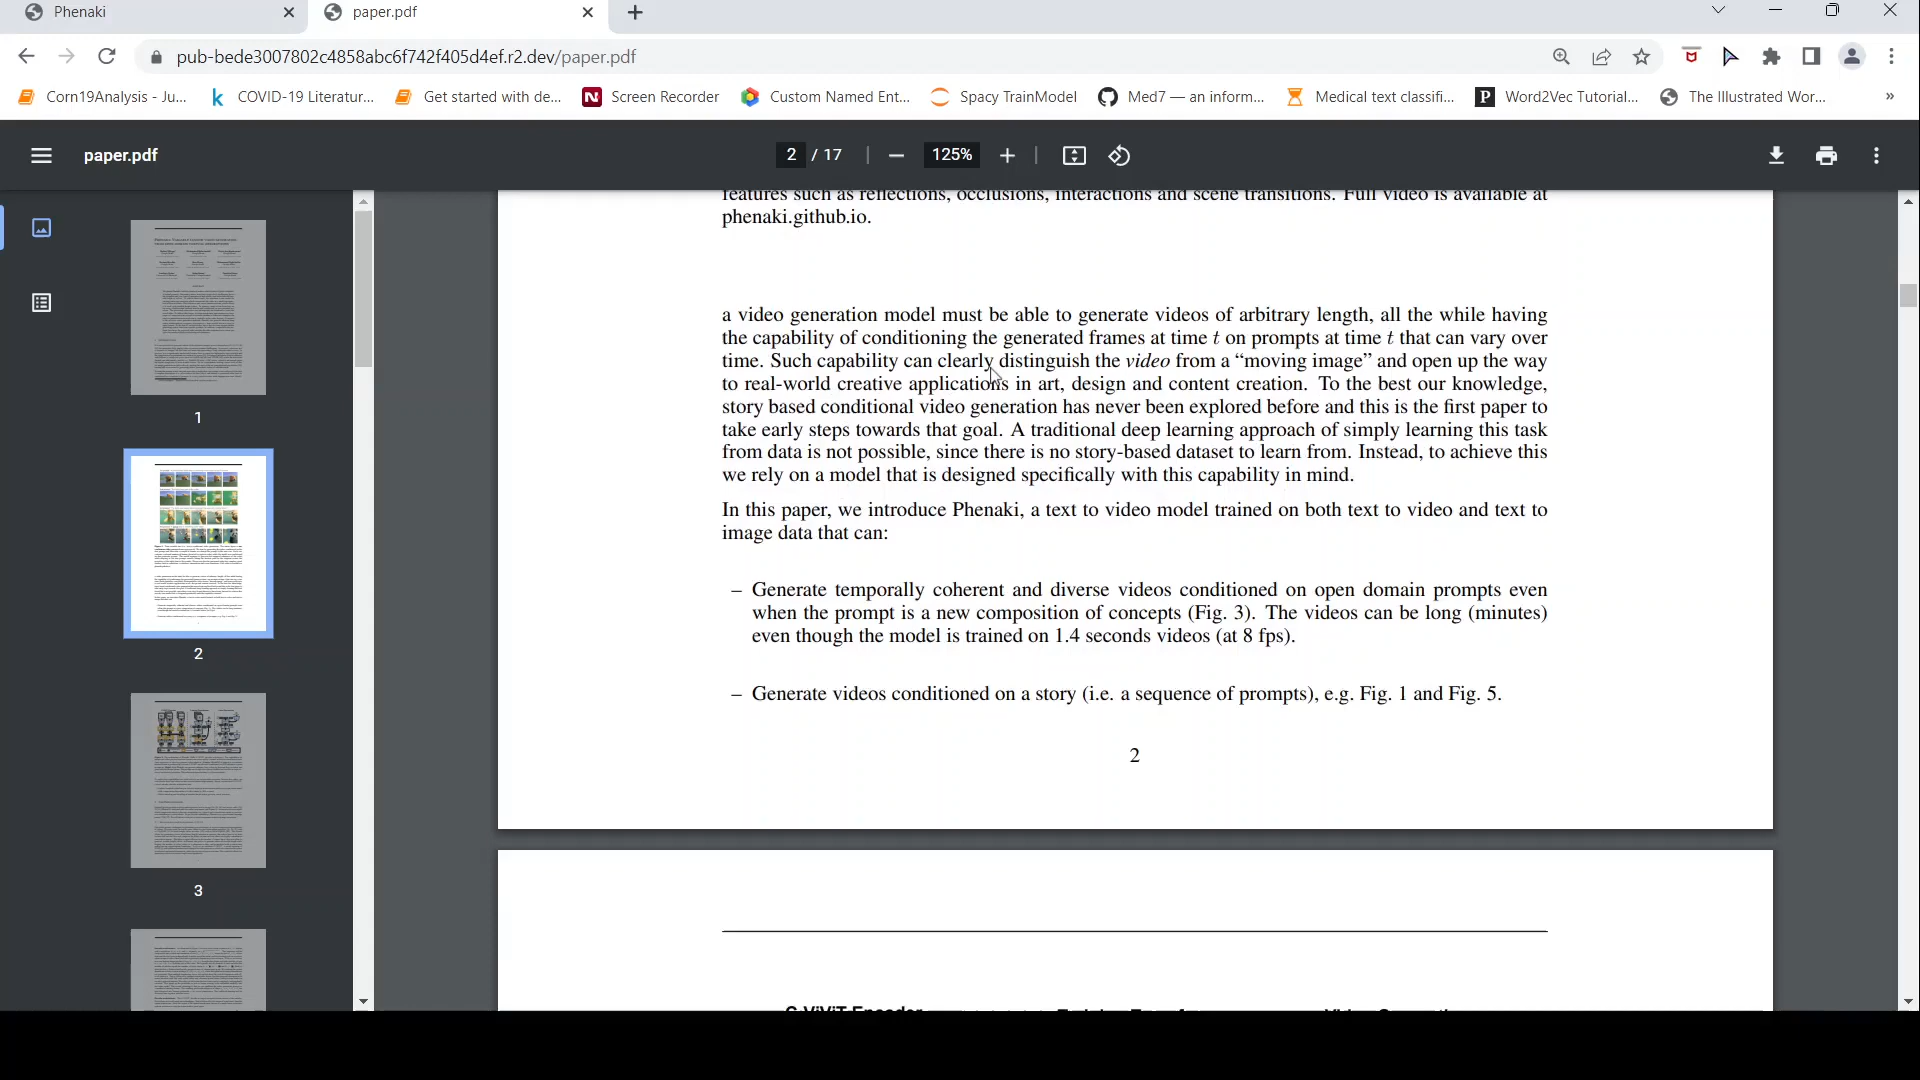 Phenaki
paper.pdf
pub-bede3007802c4858abc6f742f405d4ef.r2.dev/paper.pdf
Corn19Analysis - Ju...
COVID-19 Literatur...
Get started with de...
Screen Recorder
Custom Named Ent...
Spacy TrainModel
Med7 — an inform...
Medical text classifi...
Word2Vec Tutorial...
The Illustrated Wor...
»
paper.pdf
2 / 17
125%
features such as reflections, occlusions, interactions and scene transitions. Full video is available at
phenaki.github.io.
a video generation model must be able to generate videos of arbitrary length, all the while having
the capability of conditioning the generated frames at time t on prompts at time t that can vary over
time. Such capability can clearly distinguish the video from a “moving image” and open up the way
to real-world creative applications in art, design and content creation. To the best our knowledge,
story based conditional video generation has never been explored before and this is the first paper to
take early steps towards that goal. A traditional deep learning approach of simply learning this task
from data is not possible, since there is no story-based dataset to learn from. Instead, to achieve this
we rely on a model that is designed specifically with this capability in mind.
In this paper, we introduce Phenaki, a text to video model trained on both text to video and text to
image data that can:
– Generate temporally coherent and diverse videos conditioned on open domain prompts even
when the prompt is a new composition of concepts (Fig. 3). The videos can be long (minutes)
even though the model is trained on 1.4 seconds videos (at 8 fps).
– Generate videos conditioned on a story (i.e. a sequence of prompts), e.g. Fig. 1 and Fig. 5.
2
1
2
3